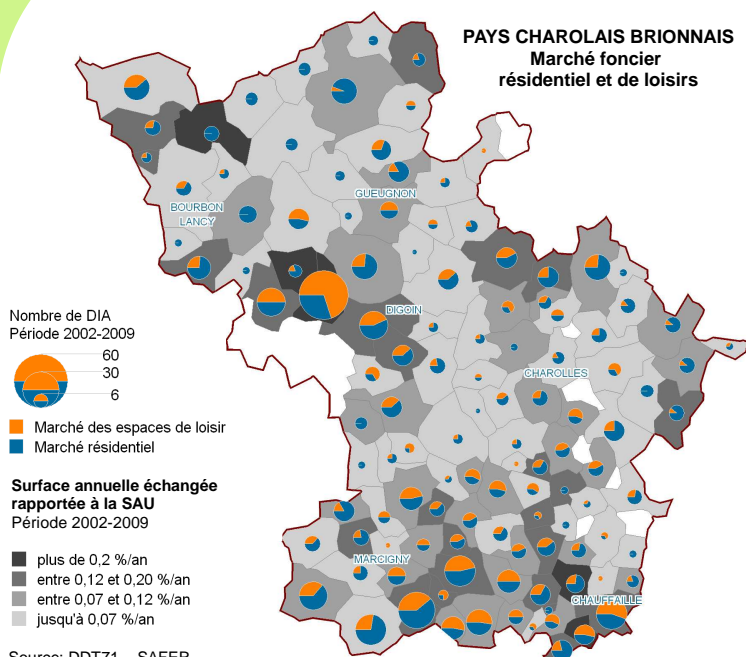 PAYS CHAROLAIS BRIONNAIS
Marché foncier
résidentiel et de loisirs
GUEUGNON
BOURBON
LANCY
DIGOIN
CHAROLLES
MARCIGNY
CHAUFFAILLE
Nombre de DIA
Période 2002-2009
60
30
6
Marché des espaces de loisir
Marché résidentiel
Surface annuelle échangée
rapportée à la SAU
Période 2002-2009
plus de 0,2 %/an
entre 0,12 et 0,20 %/an
entre 0,07 et 0,12 %/an
jusqu'à 0,07 %/an
Source: DDT71 - SAFER